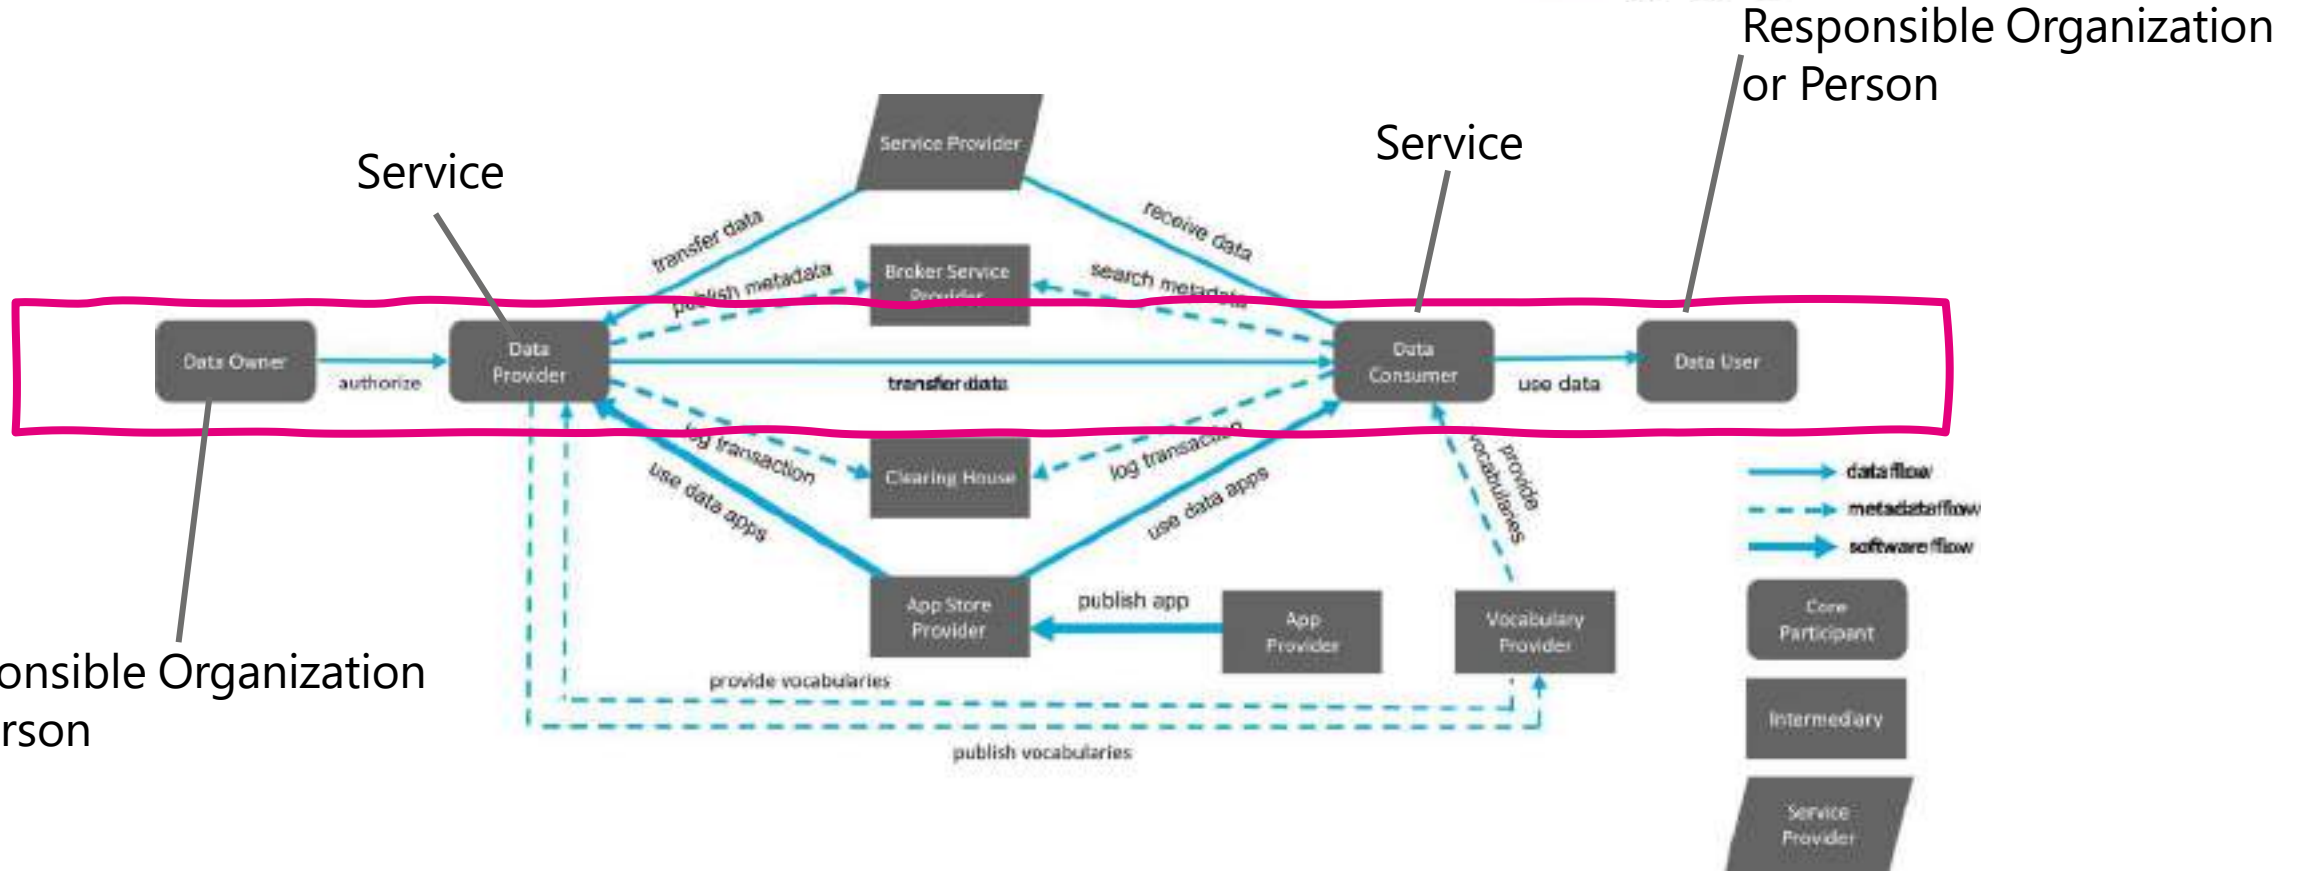 Responsible Organization
or Person
Service
Service
Service Provider
transfer data
receive data
Broker Service
Provider
publish metadata
search metadata
Data Owner
authorize
Data
Provider
transfer data
Data
Consumer
use data
Data User
log transaction
log transaction
Clearing House
use data apps
use data apps
provide
vocabularies
data flow
metadata flow
software flow
App Store
Provider
publish app
App
Provider
Vocabulary
Provider
Core
Participant
onsible Organization
rson
provide vocabularies
publish vocabularies
Intermediary
Service
Provider